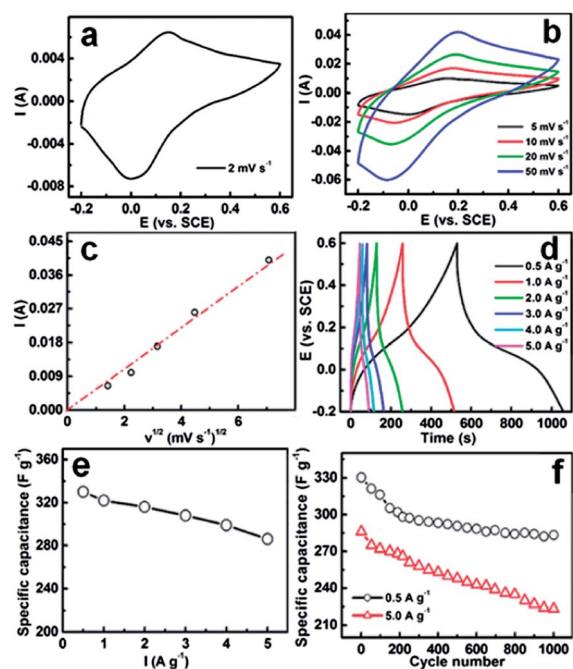 a
0.004
0.000
-0.004
-0.008
I (A)
2 mV s⁻¹
-0.2 0.0 0.2 0.4 0.6
E (vs. SCE)
b
0.04
0.02
0.00
-0.02
-0.04
-0.06
I (A)
5 mV s⁻¹
10 mV s⁻¹
20 mV s⁻¹
50 mV s⁻¹
-0.2 0.0 0.2 0.4 0.6
E (vs. SCE)
c
0.045
0.036
0.027
0.018
0.009
0.000
I (A)
0 2 4 6
v¹ᐟ² (mV s⁻¹)¹ᐟ²
d
0.6
0.4
0.2
0.0
-0.2
E (vs. SCE)
0.5 A g⁻¹
1.0 A g⁻¹
2.0 A g⁻¹
3.0 A g⁻¹
4.0 A g⁻¹
5.0 A g⁻¹
0 200 400 600 800 1000
Time (s)
e
360
320
280
240
200
Specific capacitance (F g⁻¹)
0 1 2 3 4 5
I (A g⁻¹)
f
330
300
270
240
210
Specific capacitance (F g⁻¹)
0.5 A g⁻¹
5.0 A g⁻¹
0 200 400 600 800 1000
Cycle number